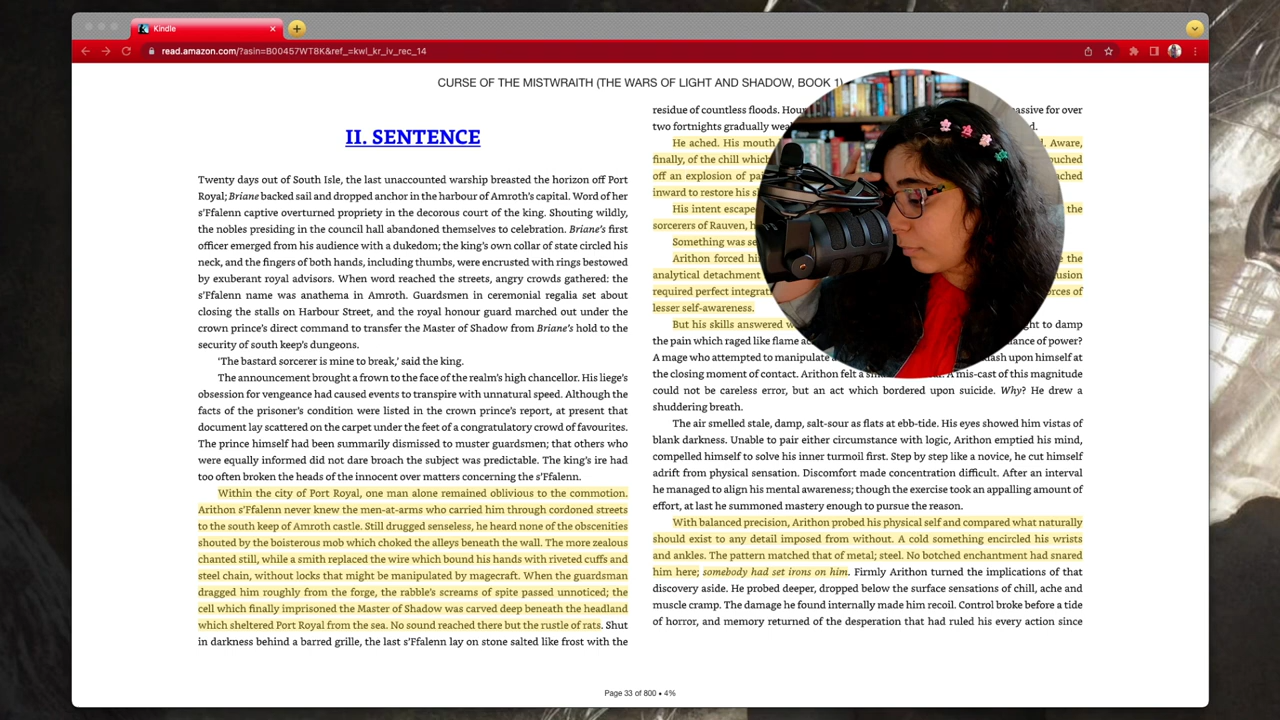 Kindle
read.amazon.com/?asin=B00457WT8K&ref_=kwl_kr_iv_rec_14
CURSE OF THE MISTWRAITH (THE WARS OF LIGHT AND SHADOW, BOOK 1)
II. SENTENCE
Twenty days out of South Isle, the last unaccounted warship breasted the horizon off Port
Royal; Briane backed sail and dropped anchor in the harbour of Amroth's capital. Word of her
s'Ffalenn captive overturned propriety in the decorous court of the king. Shouting wildly,
the nobles presiding in the council hall abandoned themselves to celebration. Briane's first
officer emerged from his audience with a dukedom; the king's own collar of state circled his
neck, and the fingers of both hands, including thumbs, were encrusted with rings bestowed
by exuberant royal advisors. When word reached the streets, angry crowds gathered: the
s'Ffalenn name was anathema in Amroth. Guardsmen in ceremonial regalia set about
closing the stalls on Harbour Street, and the royal honour guard marched out under the
crown prince's direct command to transfer the Master of Shadow from Briane's hold to the
security of south keep's dungeons.
'The bastard sorcerer is mine to break,' said the king.
The announcement brought a frown to the face of the realm's high chancellor. His liege's
obsession for vengeance had caused events to transpire with unnatural speed. Although the
facts of the prisoner's condition were listed in the crown prince's report, at present that
document lay scattered on the carpet under the feet of a congratulatory crowd of favourites.
The prince himself had been summarily dismissed to muster guardsmen; that others who
were equally informed did not dare broach the subject was predictable. The king's ire had
too often broken the heads of the innocent over matters concerning the s'Ffalenn.
Within the city of Port Royal, one man alone remained oblivious to the commotion.
Arithon s'Ffalenn never knew the men-at-arms who carried him through cordoned streets
to the south keep of Amroth castle. Still drugged senseless, he heard none of the obscenities
shouted by the boisterous mob which choked the alleys beneath the wall. The more zealous
chanted still, while a smith replaced the wire which bound his hands with riveted cuffs and
steel chain, without locks that might be manipulated by magecraft. When the guardsman
dragged him roughly from the forge, the rabble's screams of spite passed unnoticed; the
cell which finally imprisoned the Master of Shadow was carved deep beneath the headland
which sheltered Port Royal from the sea. No sound reached there but the rustle of rats. Shut
in darkness behind a barred grille, the last s'Ffalenn lay on stone salted like frost with the
residue of countless floods. assive for over
two fortnights gradually
He ached. His mouth Aware,
finally, of the chill which
off an explosion of
inward to restore his
His intent the
sorcerers of Rauven,
Something was
Arithon forced the
analytical detachment
required perfect orces of
lesser self-awareness.
But his skills answered to damp
the pain which raged like flame of power?
A mage who attempted to manipulate upon himself at
the closing moment of contact. Arithon felt a A mis-cast of this magnitude
could not be careless error, but an act which bordered upon suicide. Why? He drew a
shuddering breath.
The air smelled stale, damp, salt-sour as flats at ebb-tide. His eyes showed him vistas of
blank darkness. Unable to pair either circumstance with logic, Arithon emptied his mind,
compelled himself to solve his inner turmoil first. Step by step like a novice, he cut himself
adrift from physical sensation. Discomfort made concentration difficult. After an interval
he managed to align his mental awareness; though the exercise took an appalling amount of
effort, at last he summoned mastery enough to pursue the reason.
With balanced precision, Arithon probed his physical self and compared what naturally
should exist to any detail imposed from without. A cold something encircled his wrists
and ankles. The pattern matched that of metal; steel. No botched enchantment had snared
him here; somebody had set irons on him. Firmly Arithon turned the implications of that
discovery aside. He probed deeper, dropped below the surface sensations of chill, ache and
muscle cramp. The damage he found internally made him recoil. Control broke before a tide
of horror, and memory returned of the desperation that had ruled his every action since
Page 33 of 800 • 4%